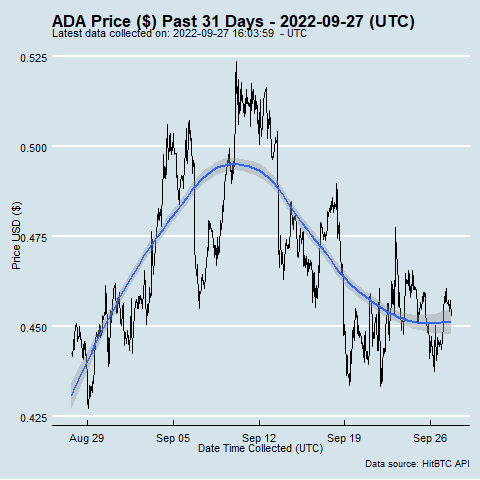 ADA Price ($) Past 31 Days - 2022-09-27 (UTC)
Latest data collected on: 2022-09-27 16:03:59  - UTC
0.525
0.500
0.475
0.450
0.425
Price USD ($)
Aug 29 Sep 05 Sep 12 Sep 19 Sep 26
Date Time Collected (UTC)
Data source: HitBTC API